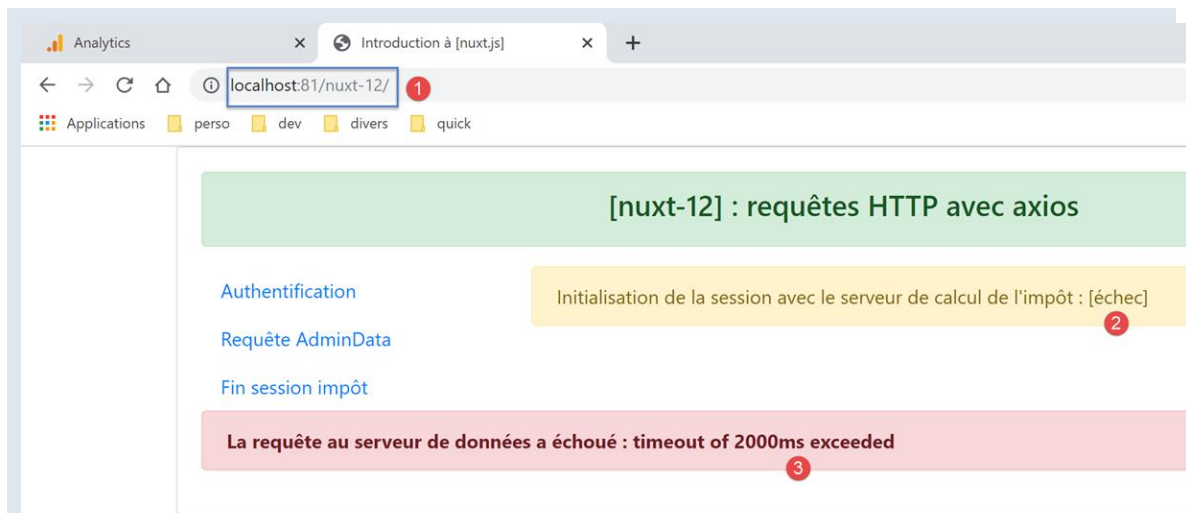 Analytics
Introduction à [nuxt.js]
localhost:81/nuxt-12/
1
Applications
perso
dev
divers
quick
[nuxt-12] : requêtes HTTP avec axios
Authentification
Initialisation de la session avec le serveur de calcul de l'impôt : [échec]
2
Requête AdminData
Fin session impôt
La requête au serveur de données a échoué : timeout of 2000ms exceeded
3